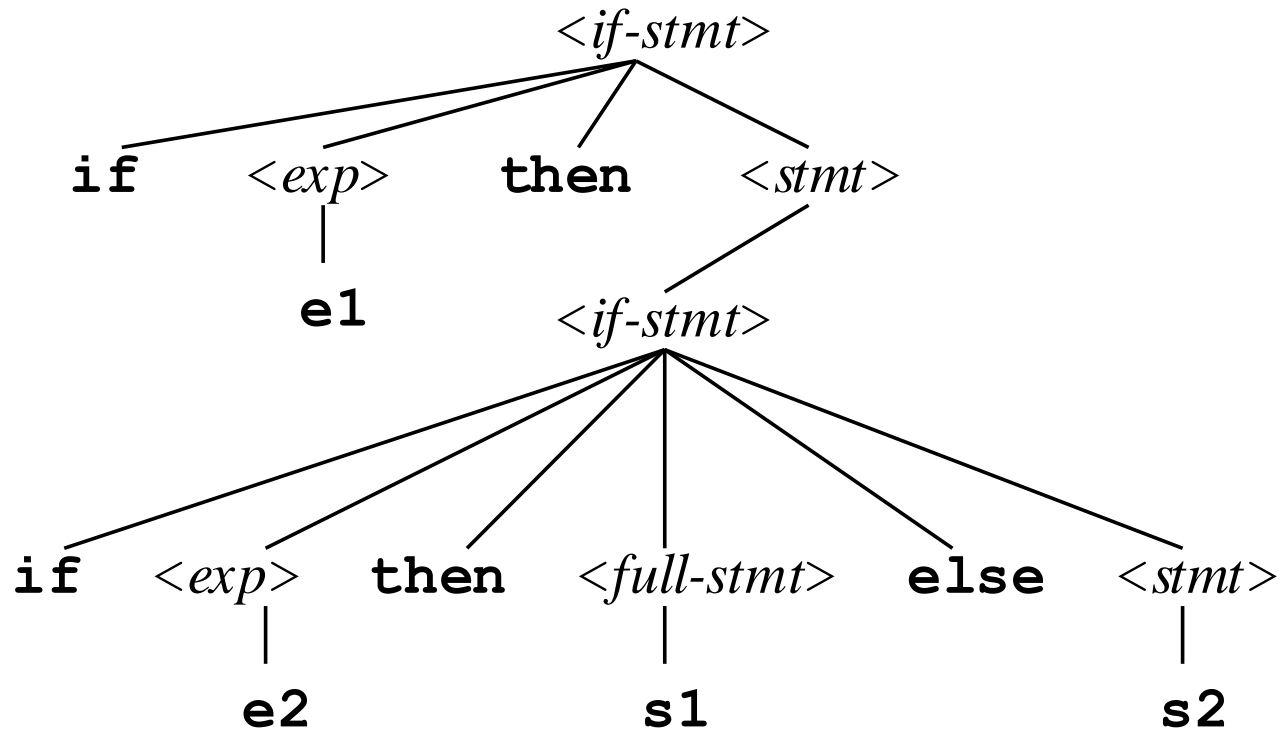 <if-stmt>
if <exp> then <stmt>
e1
<if-stmt>
if <exp> then <full-stmt> else <stmt>
e2 s1 s2